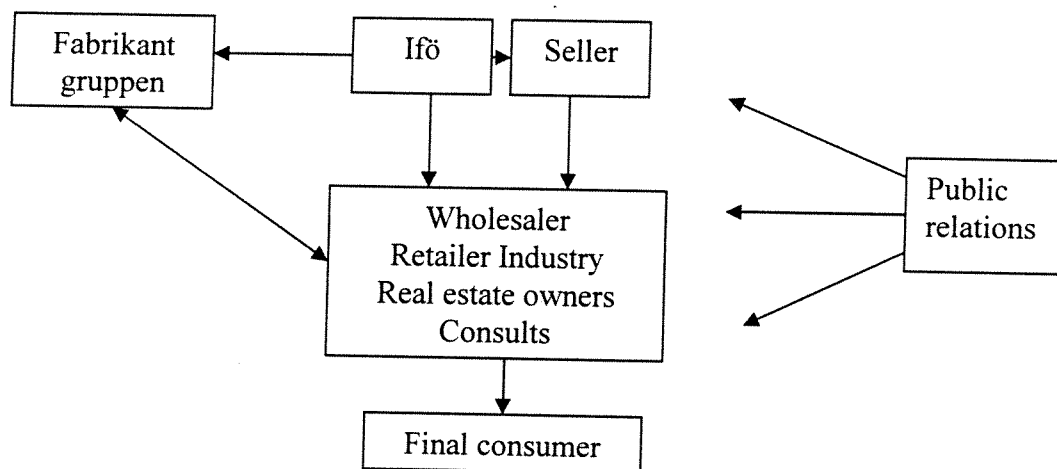 Fabrikant
gruppen
Ifö
Seller
Public
relations
Wholesaler
Retailer Industry
Real estate owners
Consults
Final consumer